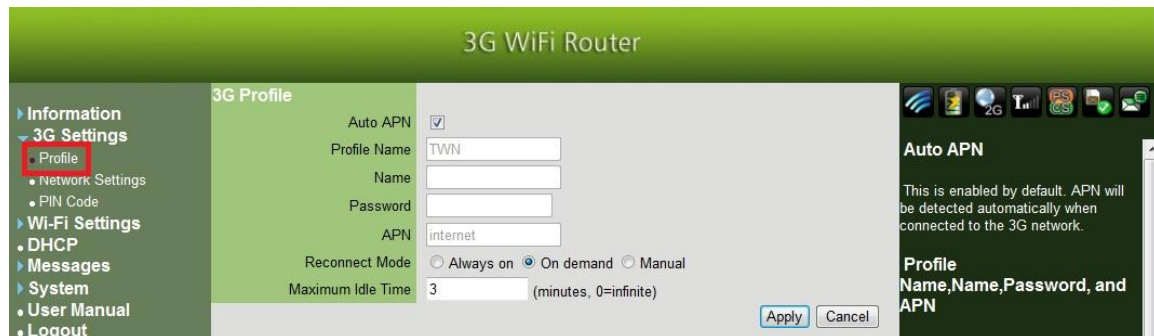 3G WiFi Router
Information
3G Settings
Profile
Network Settings
PIN Code
Wi-Fi Settings
DHCP
Messages
System
User Manual
Logout
3G Profile
Auto APN
Profile Name TWN
Name
Password
APN internet
Reconnect Mode Always on On demand Manual
Maximum Idle Time 3 (minutes, 0=infinite)
Apply Cancel
2G
PS
CS
Auto APN
This is enabled by default. APN will
be detected automatically when
connected to the 3G network.
Profile
Name,Name,Password, and
APN